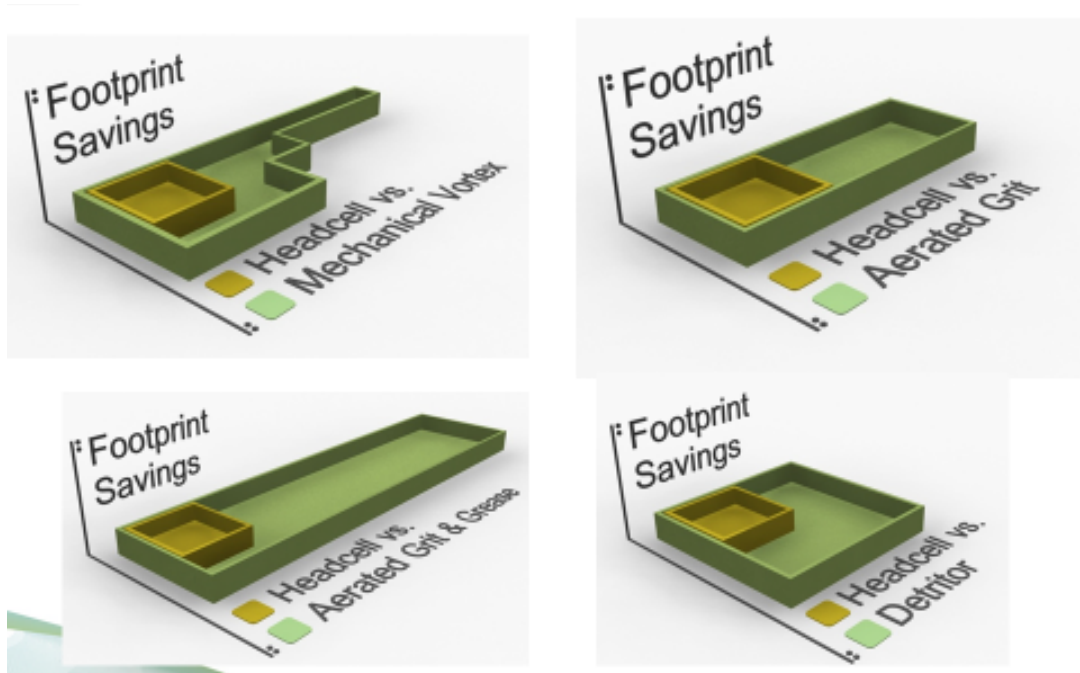 Footprint
Savings
Headcell vs.
Mechanical Vortex
Footprint
Savings
Headcell vs.
Aerated Grit
Footprint
Savings
Headcell vs.
Aerated Grit & Grease
Footprint
Savings
Headcell vs.
Detritor